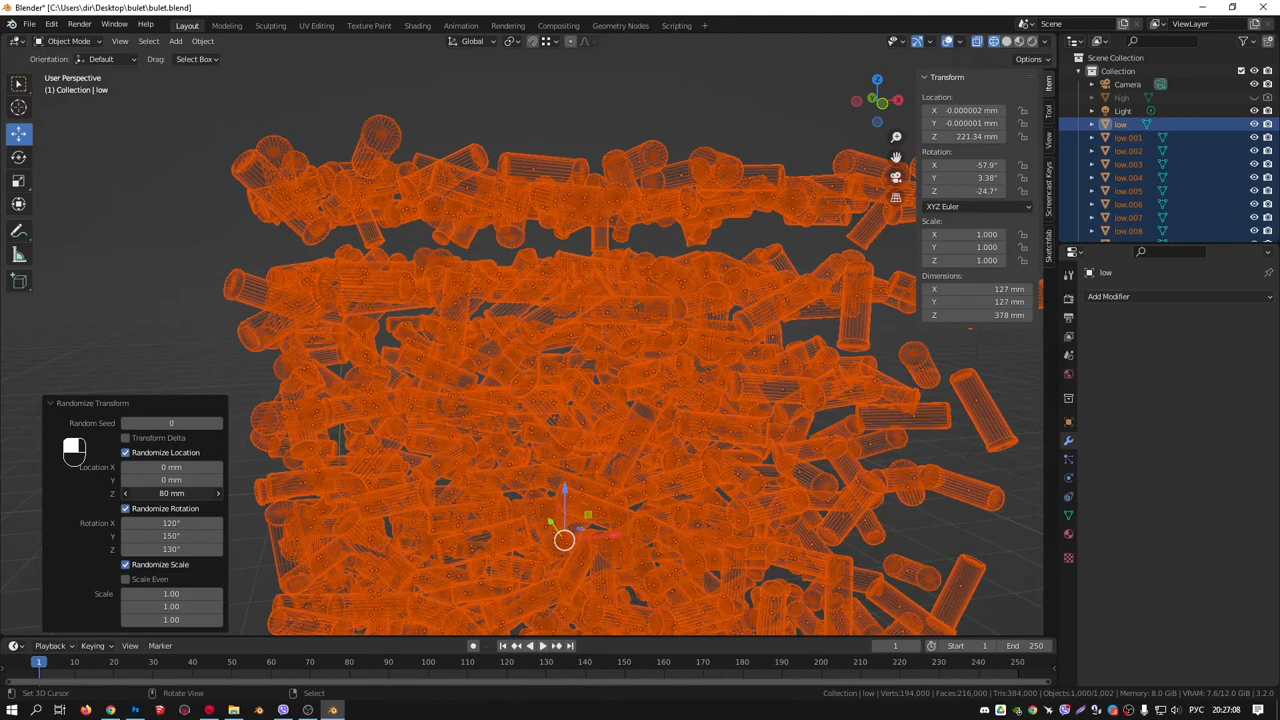 Blender* [C:\Users\dir\Desktop\bulet\bulet.blend]
File Edit Render Window Help
Layout Modeling Sculpting UV Editing Texture Paint Shading Animation Rendering Compositing Geometry Nodes Scripting
Scene ViewLayer
Object Mode View Select Add Object
Global
Orientation: Default Drag: Select Box
Options
User Perspective
(1) Collection | low
Z
X
Y
Transform
Location:
X -0.000002 mm
Y -0.000001 mm
Z 221.34 mm
Rotation:
X -57.9°
Y 3.38°
Z -24.7°
XYZ Euler
Scale:
X 1.000
Y 1.000
Z 1.000
Dimensions:
X 127 mm
Y 127 mm
Z 378 mm
Item
Tool
View
Screencast Keys
Sketchfab
Scene Collection
Collection
Camera
high
Light
low
low.001
low.002
low.003
low.004
low.005
low.006
low.007
low.008
low
Add Modifier
Randomize Transform
Random Seed 0
Transform Delta
Randomize Location
Location X 0 mm
Y 0 mm
Z 80 mm
Randomize Rotation
Rotation X 120°
Y 150°
Z 130°
Randomize Scale
Scale Even
Scale 1.00
1.00
1.00
Playback Keying View Marker
1 Start 1 End 250
1 10 20 30 40 50 60 70 80 90 100 110 120 130 140 150 160 170 180 190 200 210 220 230 240 250
Set 3D Cursor Rotate View Select
Collection | low | Verts:194,000 | Faces:216,000 | Tris:384,000 | Objects:1,000/1,002 | Memory: 8.0 GiB | VRAM: 7.6/12.0 GiB | 3.2.0
РУС 20:27:08